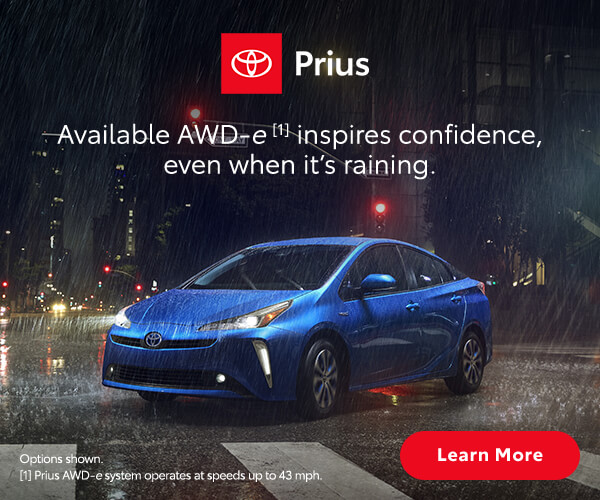 Prius
Available AWD-e [1] inspires confidence,
even when it's raining.
Options shown.
[1] Prius AWD-e system operates at speeds up to 43 mph.
Learn More